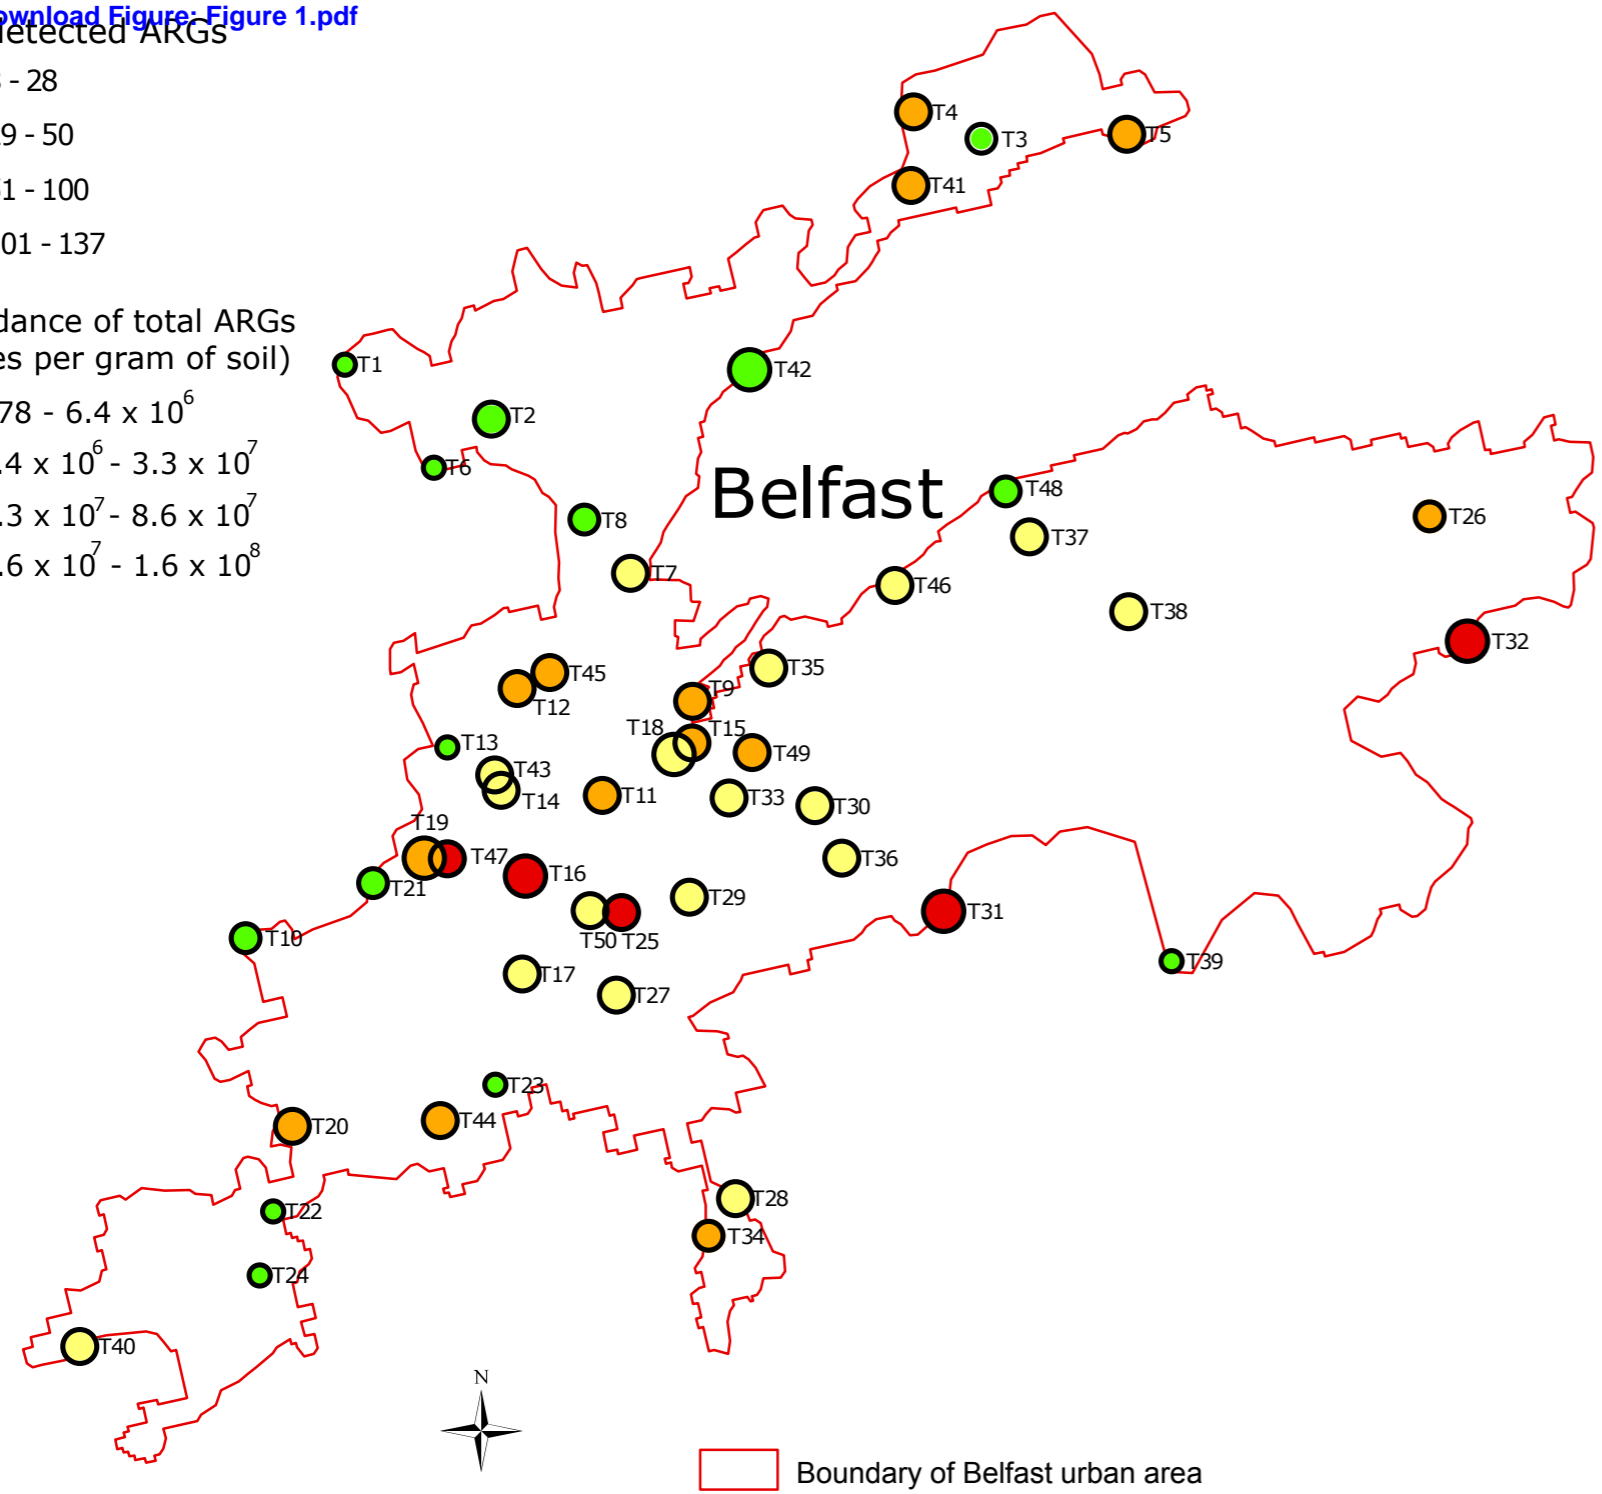 Figure: Figure 1.pdf
detected ARGs
- 28
9 - 50
1 - 100
01 - 137
dance of total ARGs
es per gram of soil)
78 - 6.4 x 10^6
.4 x 10^6 - 3.3 x 10^7
.3 x 10^7 - 8.6 x 10^7
.6 x 10^7 - 1.6 x 10^8
T4
T3
T5
T41
T1
T42
T2
T6
Belfast
T48
T26
T8
T37
T7
T46
T38
T32
T35
T45
T9
T12
T18
T15
T13
T49
T43
T14
T11
T33
T30
T19
T47
T36
T16
T21
T29
T50
T25
T31
T10
T39
T17
T27
T23
T20
T44
T28
T22
T34
T24
T40
N
Boundary of Belfast urban area